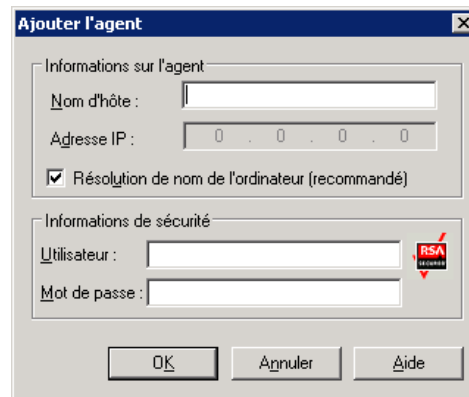 Ajouter l'agent
Informations sur l'agent
Nom d'hôte :
Adresse IP : 0 . 0 . 0 . 0
Résolution de nom de l'ordinateur (recommandé)
Informations de sécurité
Utilisateur :
RSA
Mot de passe :
OK Annuler Aide